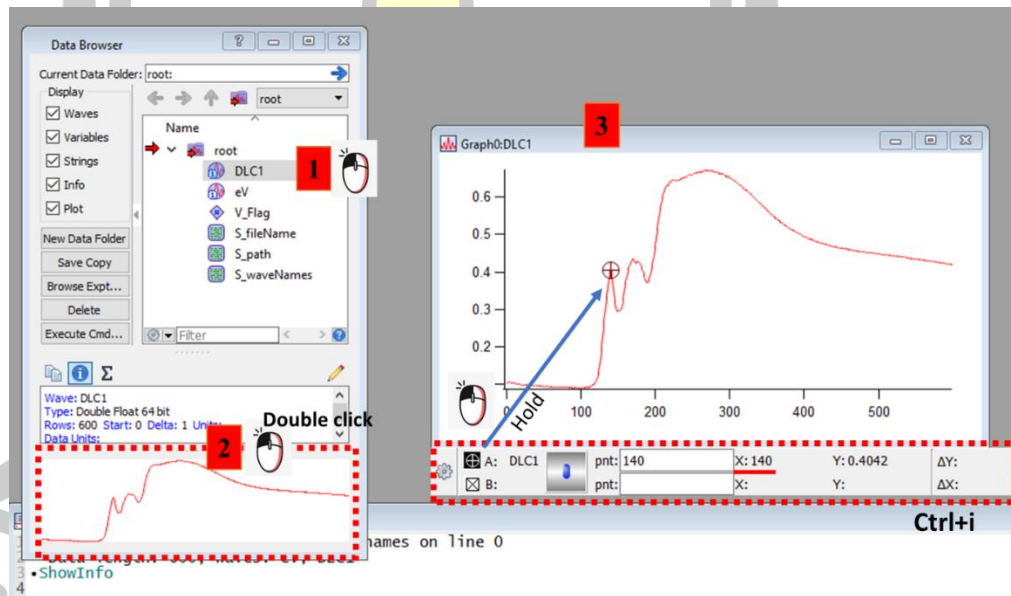 Data Browser
Current Data Folder: root:
Display
Waves
Variables
Strings
Info
Plot
New Data Folder
Save Copy
Browse Expt...
Delete
Execute Cmd...
root
Name
root
DLC1
eV
V_Flag
S_fileName
S_path
S_waveNames
1
Filter
Σ
Wave: DLC1
Type: Double Float 64 bit
Rows: 600 Start: 0 Delta: 1 Units:
Data Units:
Double click
2
3
Graph0:DLC1
0.6
0.5
0.4
0.3
0.2
0 100 200 300 400 500
Hold
A: DLC1 pnt: 140 X: 140 Y: 0.4042 ΔY:
B: pnt: X: Y: ΔX:
Ctrl+i
names on line 0
3 •ShowInfo
4